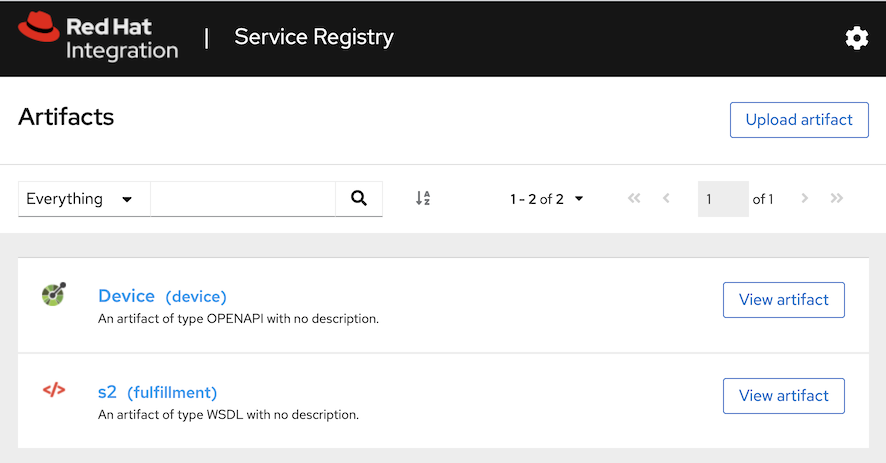 Red Hat
Integration | Service Registry
Artifacts
Upload artifact
Everything
A
Z
1 - 2 of 2
1 of 1
Device (device)
An artifact of type OPENAPI with no description.
View artifact
</>
s2 (fulfillment)
An artifact of type WSDL with no description.
View artifact